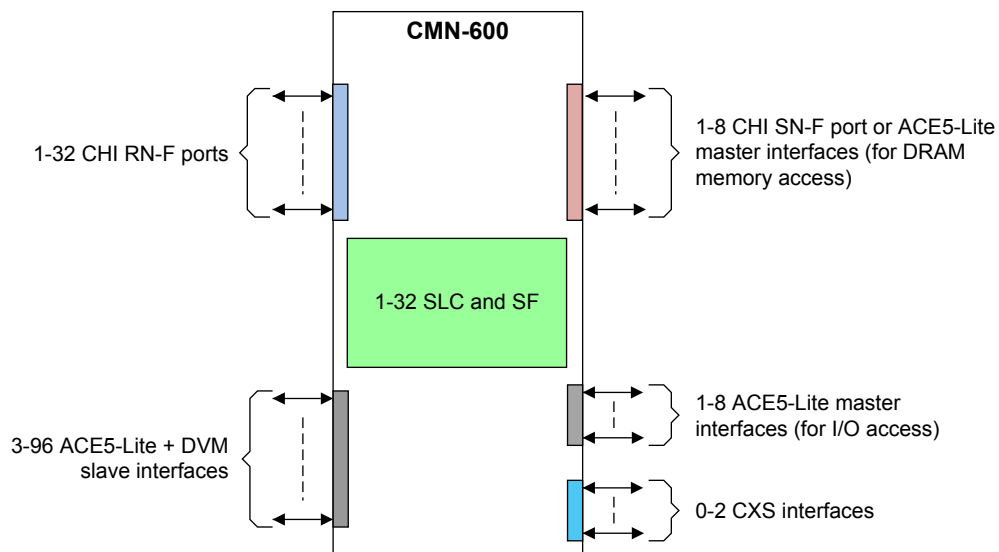 CMN-600
1-32 CHI RN-F ports
1-8 CHI SN-F port or ACE5-Lite
master interfaces (for DRAM
memory access)
1-32 SLC and SF
3-96 ACE5-Lite + DVM
slave interfaces
1-8 ACE5-Lite master
interfaces (for I/O access)
0-2 CXS interfaces